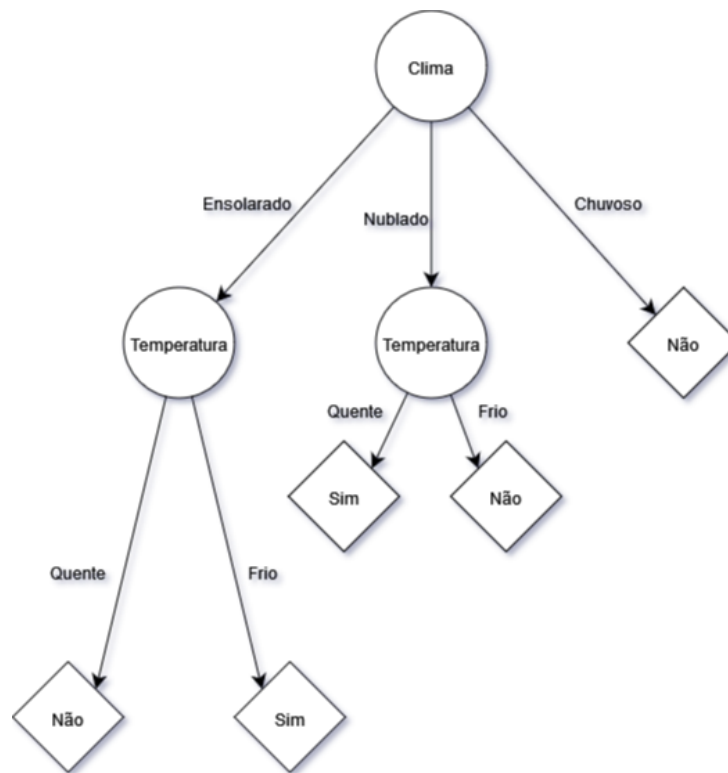 Clima
Ensolarado
Nublado
Chuvoso
Temperatura
Temperatura
Não
Quente
Frio
Sim
Não
Quente
Frio
Não
Sim